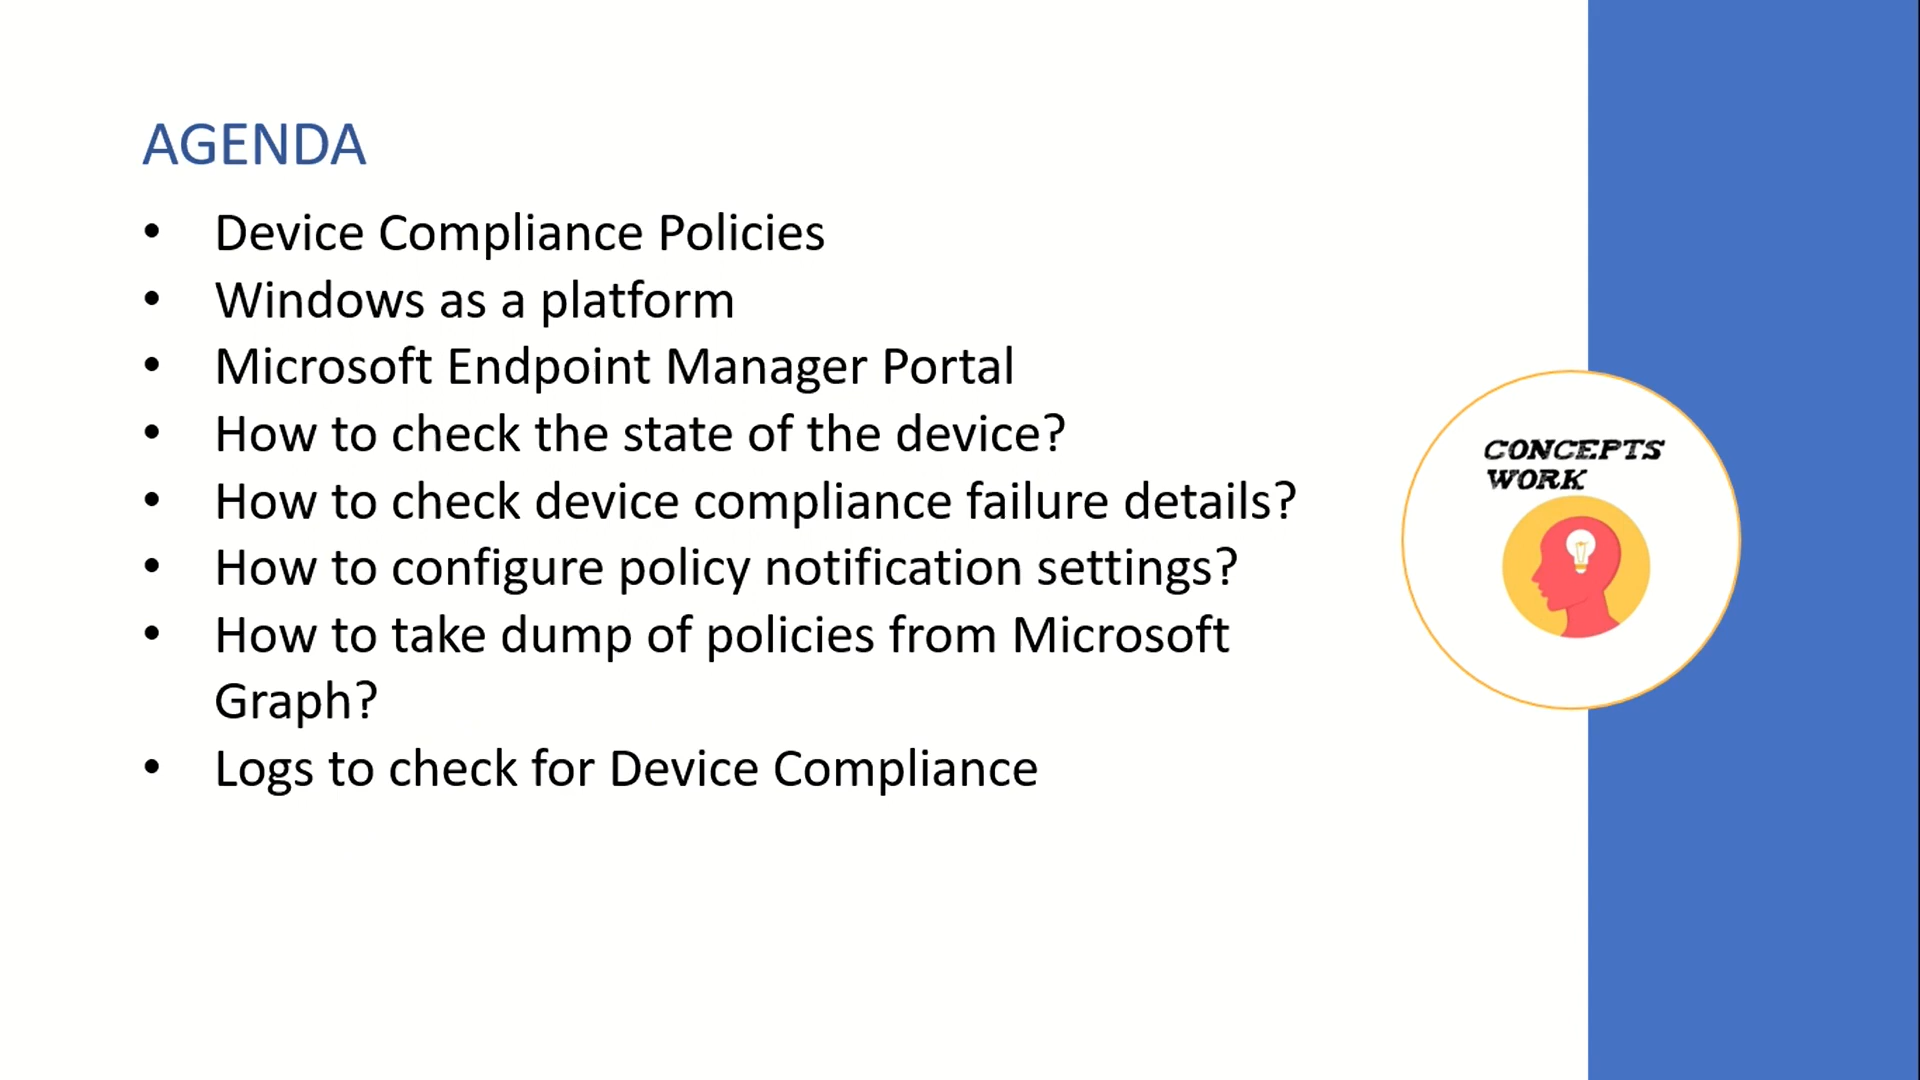 AGENDA
• Device Compliance Policies
• Windows as a platform
• Microsoft Endpoint Manager Portal
• How to check the state of the device?
• How to check device compliance failure details?
• How to configure policy notification settings?
• How to take dump of policies from Microsoft
Graph?
• Logs to check for Device Compliance
CONCEPTS
WORK